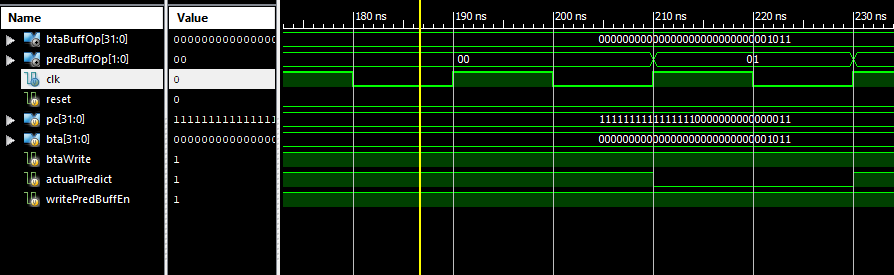 Name Value
180 ns 190 ns 200 ns 210 ns 220 ns 230 ns
btaBuffOp[31:0] 0000000000000000 00000000000000000000000000001011
predBuffOp[1:0] 00 00 01
clk 0
reset 0
pc[31:0] 1111111111111111 11111111111111110000000000000011
bta[31:0] 0000000000000000 00000000000000000000000000001011
btaWrite 1
actualPredict 1
writePredBuffEn 1